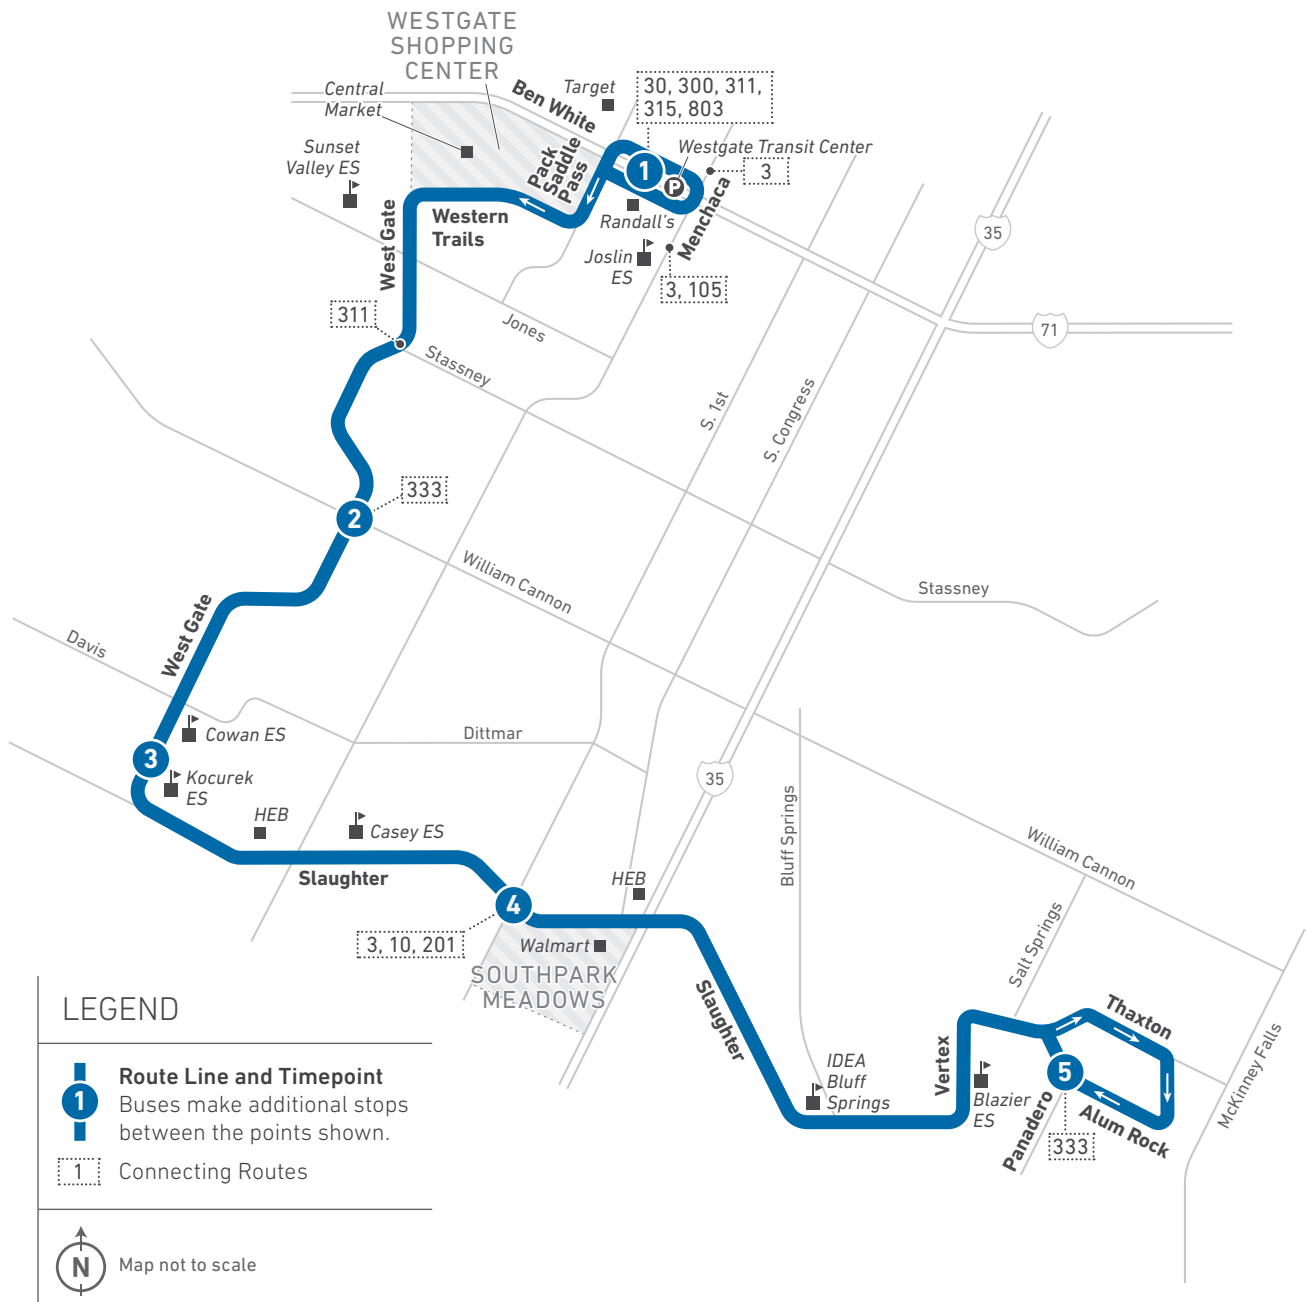 WESTGATE
SHOPPING
CENTER
Central
Market
Sunset
Valley ES
Ben White
Target
30, 300, 311,
315, 803
Westgate Transit Center
3
Pack
Saddle
Pass
1
P
Randall's
Menchaca
Joslin
ES
3, 105
Western
Trails
West Gate
35
71
311
Jones
Stassney
S. 1st
S. Congress
333
2
William Cannon
Stassney
West Gate
Davis
Cowan ES
3
Kocurek
ES
Dittmar
35
HEB
Casey ES
Slaughter
Bluff Springs
William Cannon
HEB
4
3, 10, 201
Walmart
SOUTHPARK
MEADOWS
Slaughter
Salt Springs
Thaxton
McKinney Falls
Vertex
IDEA
Bluff
Springs
5
Blazier
ES
Panadero
Alum Rock
333
LEGEND
1
Route Line and Timepoint
Buses make additional stops
between the points shown.
1
Connecting Routes
N
Map not to scale